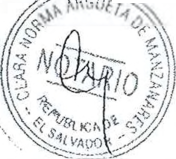 CLARA NORMA ARGUETA DE MANZANARES
NOTARIO
REPUBLICA DE
EL SALVADOR